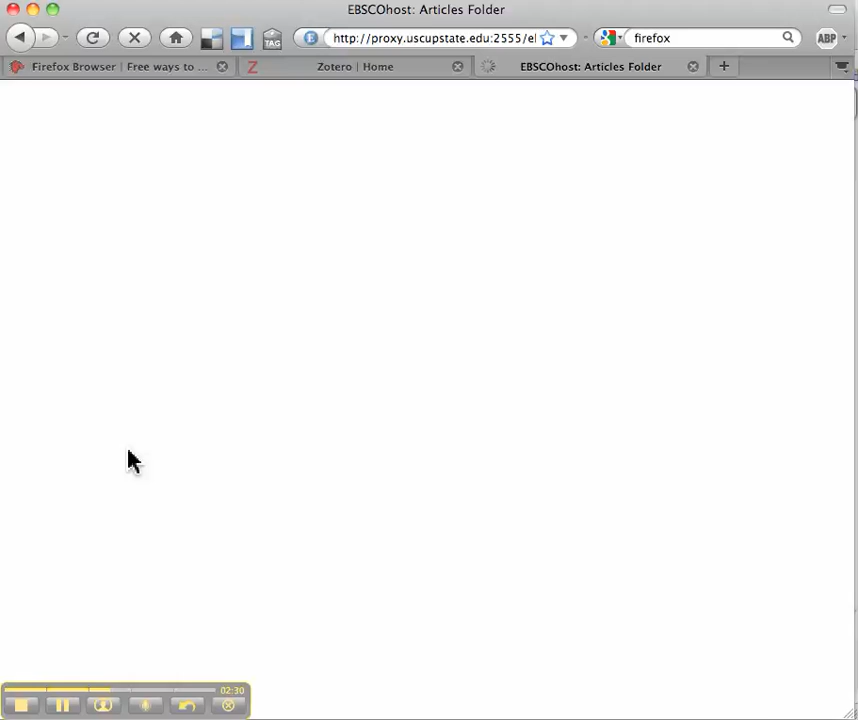 EBSCOhost: Articles Folder
TAG
http://proxy.uscupstate.edu:2555/el
firefox
ABP
Firefox Browser | Free ways to ...
Z
Zotero | Home
EBSCOhost: Articles Folder
02:30